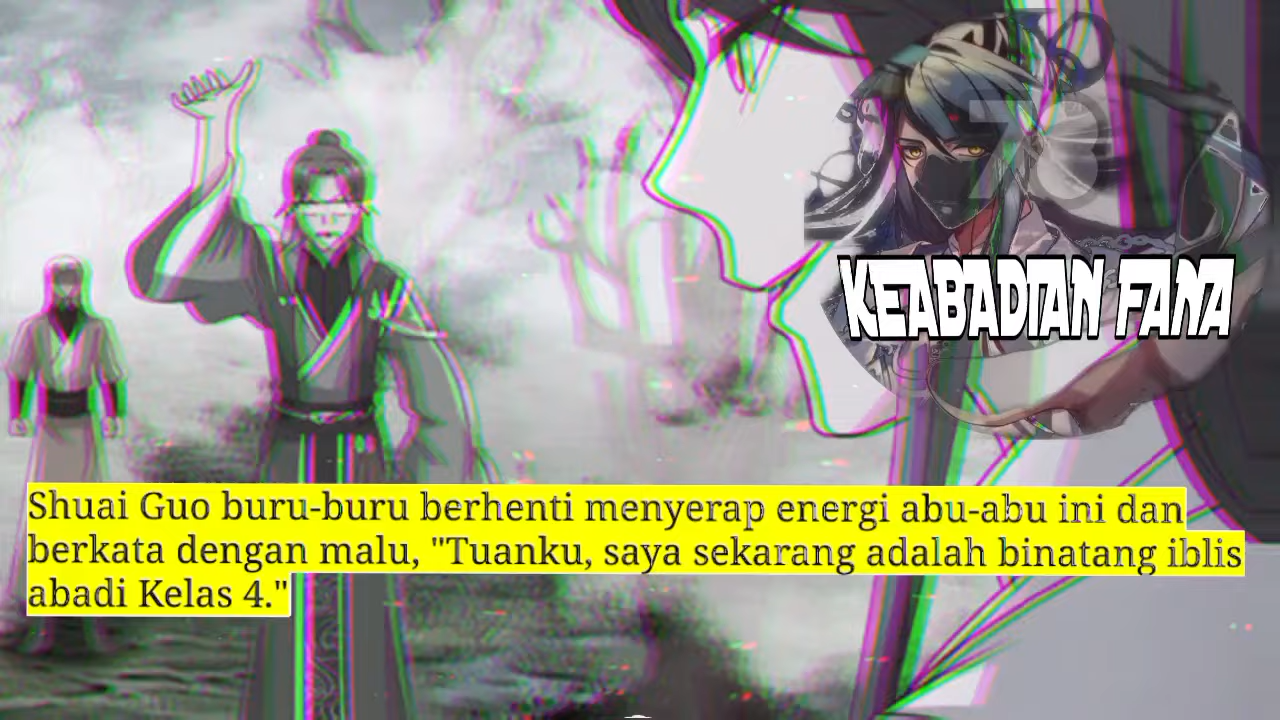 KEABADIAN FANA
Shuai Guo buru-buru berhenti menyerap energi abu-abu ini dan
berkata dengan malu, "Tuanku, saya sekarang adalah binatang iblis
abadi Kelas 4."